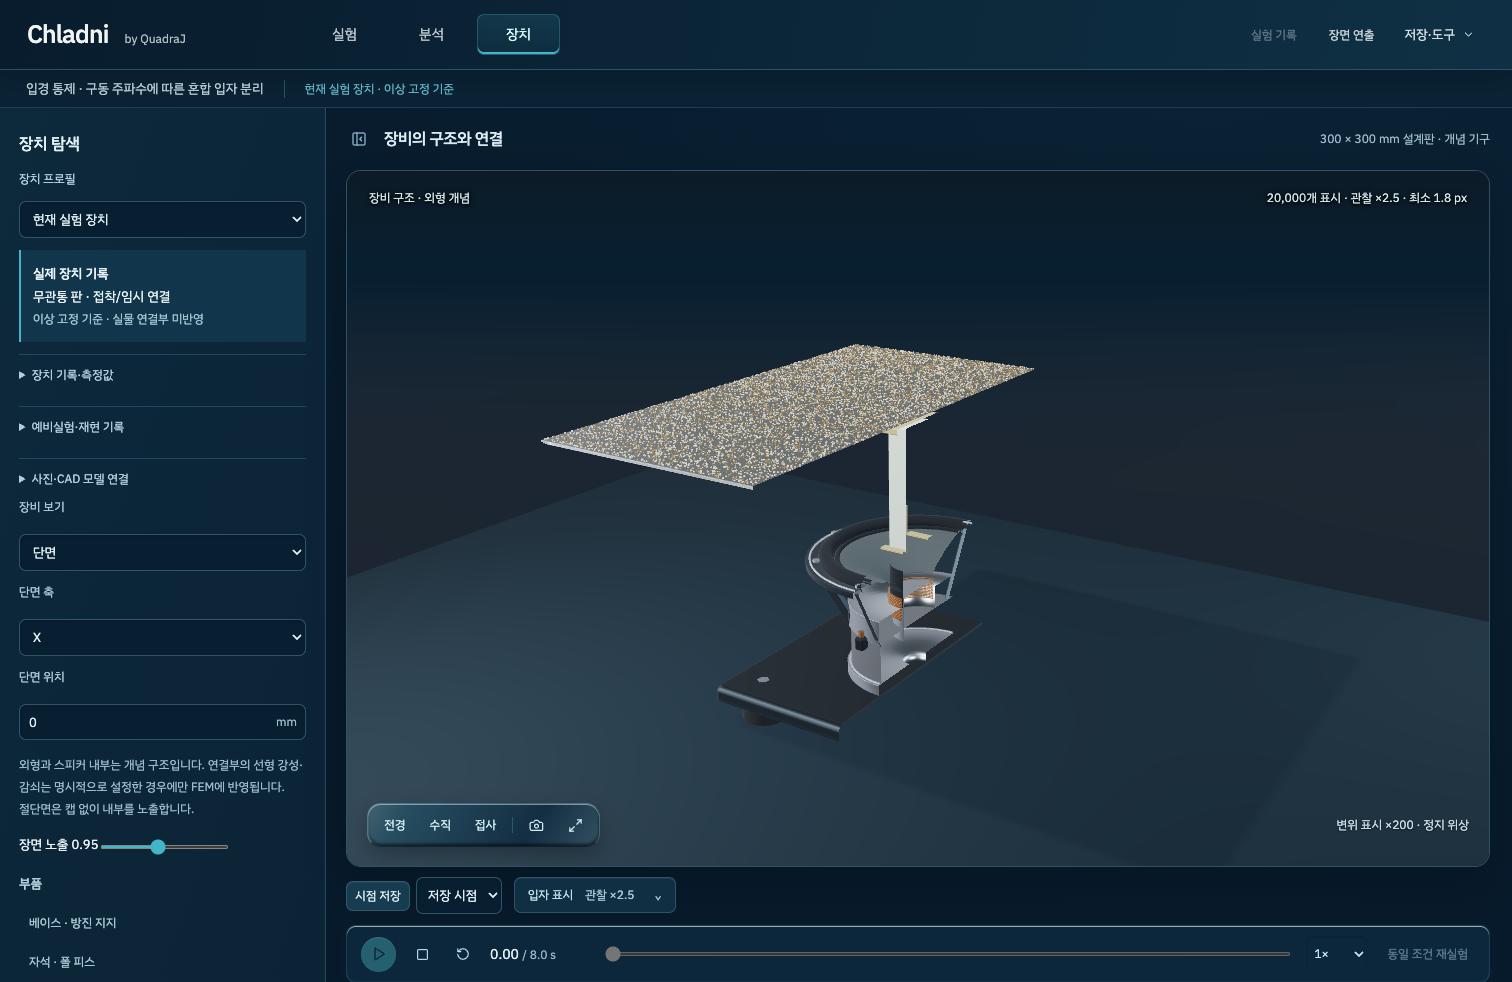 Chladni by QuadraJ
실험
분석
장치
실험 기록
장면 연출
저장·도구
입경 통제 · 구동 주파수에 따른 혼합 입자 분리
현재 실험 장치 · 이상 고정 기준
장치 탐색
장치 프로필
현재 실험 장치
실제 장치 기록
무관통 판 · 접착/임시 연결
이상 고정 기준 · 실물 연결부 미반영
장치 기록·측정값
예비실험·재현 기록
사진·CAD 모델 연결
장비 보기
단면
단면 축
X
단면 위치
0 mm
외형과 스피커 내부는 개념 구조입니다. 연결부의 선형 강성·
감쇠는 명시적으로 설정한 경우에만 FEM에 반영됩니다.
절단면은 캡 없이 내부를 노출합니다.
장면 노출 0.95
부품
베이스 · 방진 지지
자석 · 폴 피스
장비의 구조와 연결
300 × 300 mm 설계판 · 개념 기구
장비 구조 · 외형 개념
20,000개 표시 · 관찰 ×2.5 · 최소 1.8 px
전경
수직
접사
변위 표시 ×200 · 정지 위상
시점 저장
저장 시점
입자 표시 관찰 ×2.5
0.00 / 8.0 s
1×
동일 조건 재실험